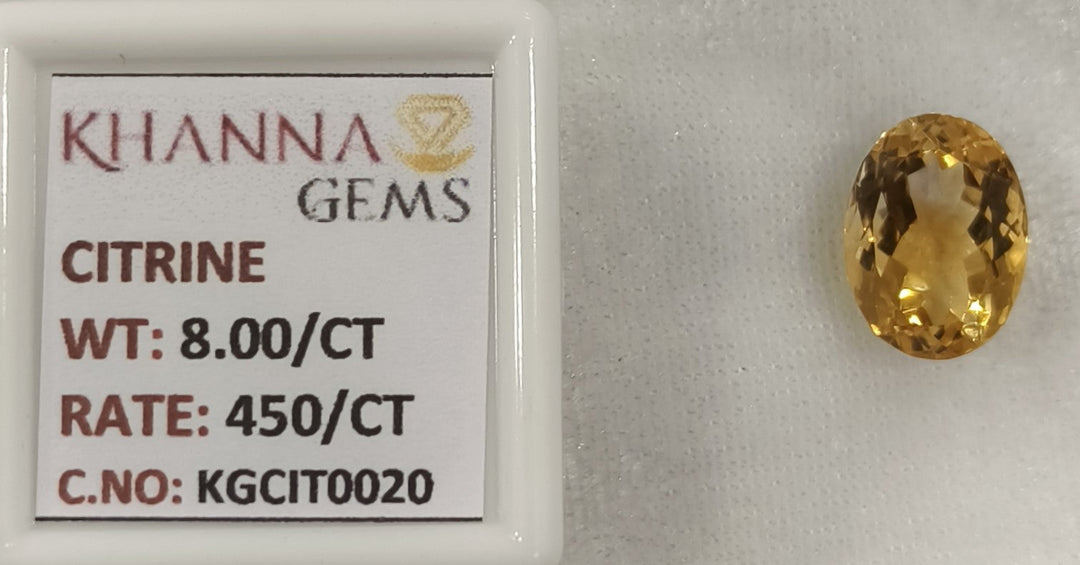 KHANNA
GEMS
CITRINE
WT: 8.00/CT
RATE: 450/CT
C.NO: KGCIT0020